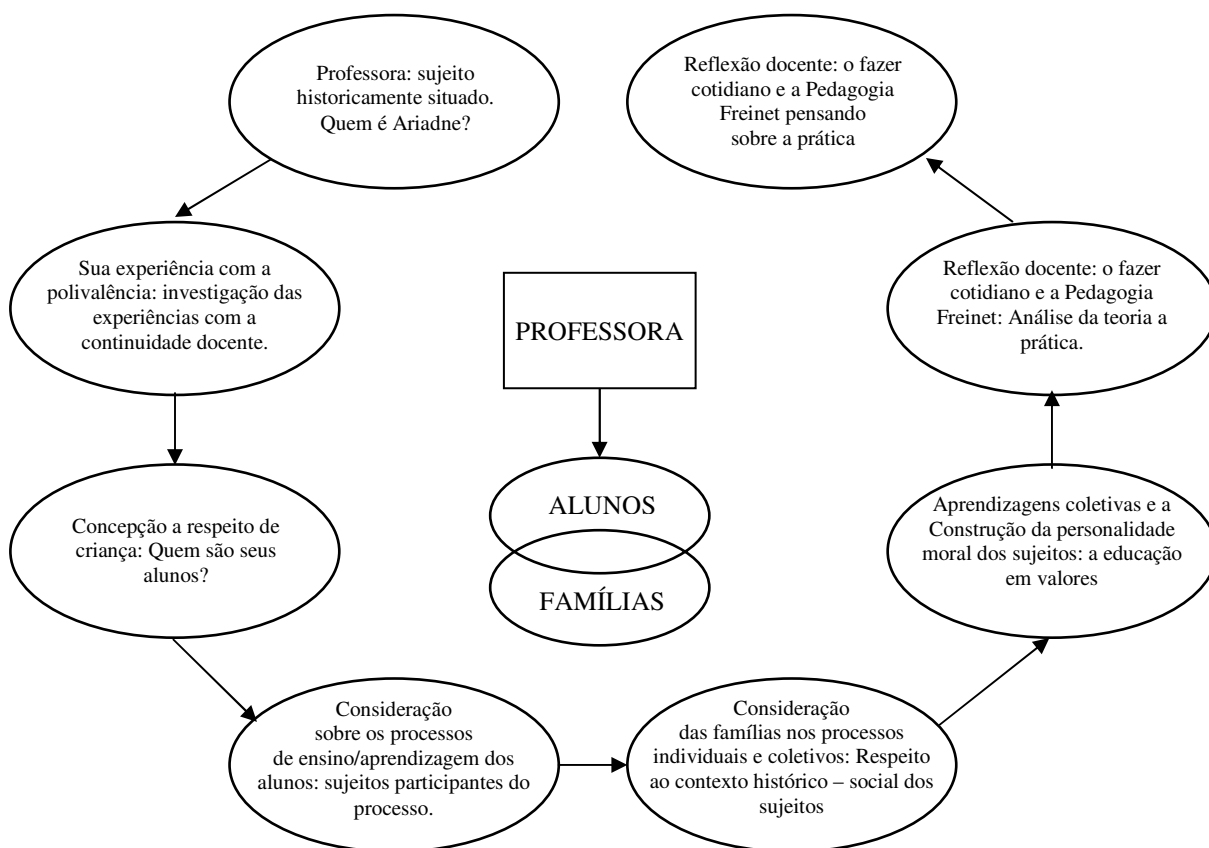 Professora: sujeito
historicamente situado.
Quem é Ariadne?
Sua experiência com a
polivalência: investigação das
experiências com a
continuidade docente.
Concepção a respeito de
criança: Quem são seus
alunos?
Consideração
sobre os processos
de ensino/aprendizagem dos
alunos: sujeitos participantes do
processo.
Consideração
das famílias nos processos
individuais e coletivos: Respeito
ao contexto histórico – social dos
sujeitos
Aprendizagens coletivas e a
Construção da personalidade
moral dos sujeitos: a educação
em valores
Reflexão docente: o fazer
cotidiano e a Pedagogia
Freinet: Análise da teoria a
prática.
Reflexão docente: o fazer
cotidiano e a Pedagogia
Freinet pensando
sobre a prática
PROFESSORA
ALUNOS
FAMÍLIAS